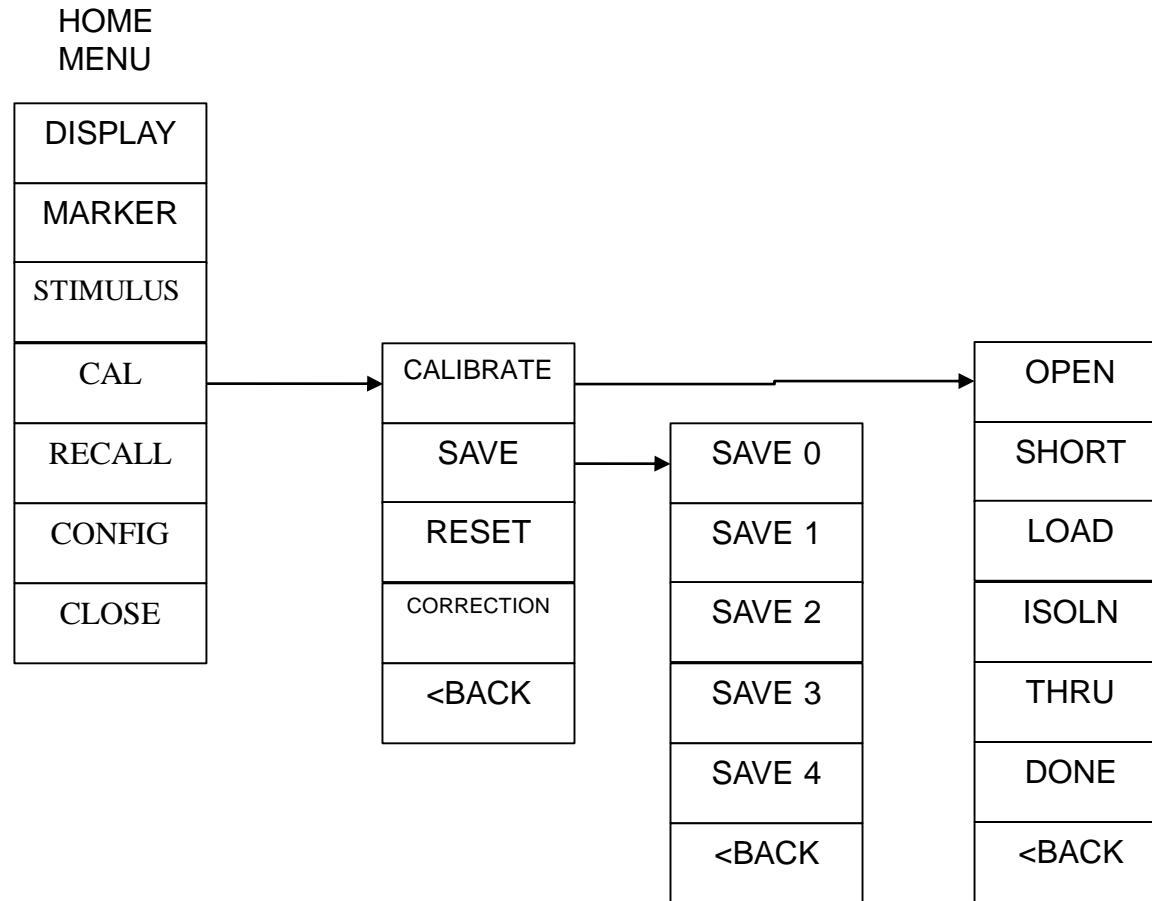 HOME
MENU
DISPLAY
MARKER
STIMULUS
CAL
RECALL
CONFIG
CLOSE
CALIBRATE
SAVE
RESET
CORRECTION
<BACK
SAVE 0
SAVE 1
SAVE 2
SAVE 3
SAVE 4
<BACK
OPEN
SHORT
LOAD
ISOLN
THRU
DONE
<BACK